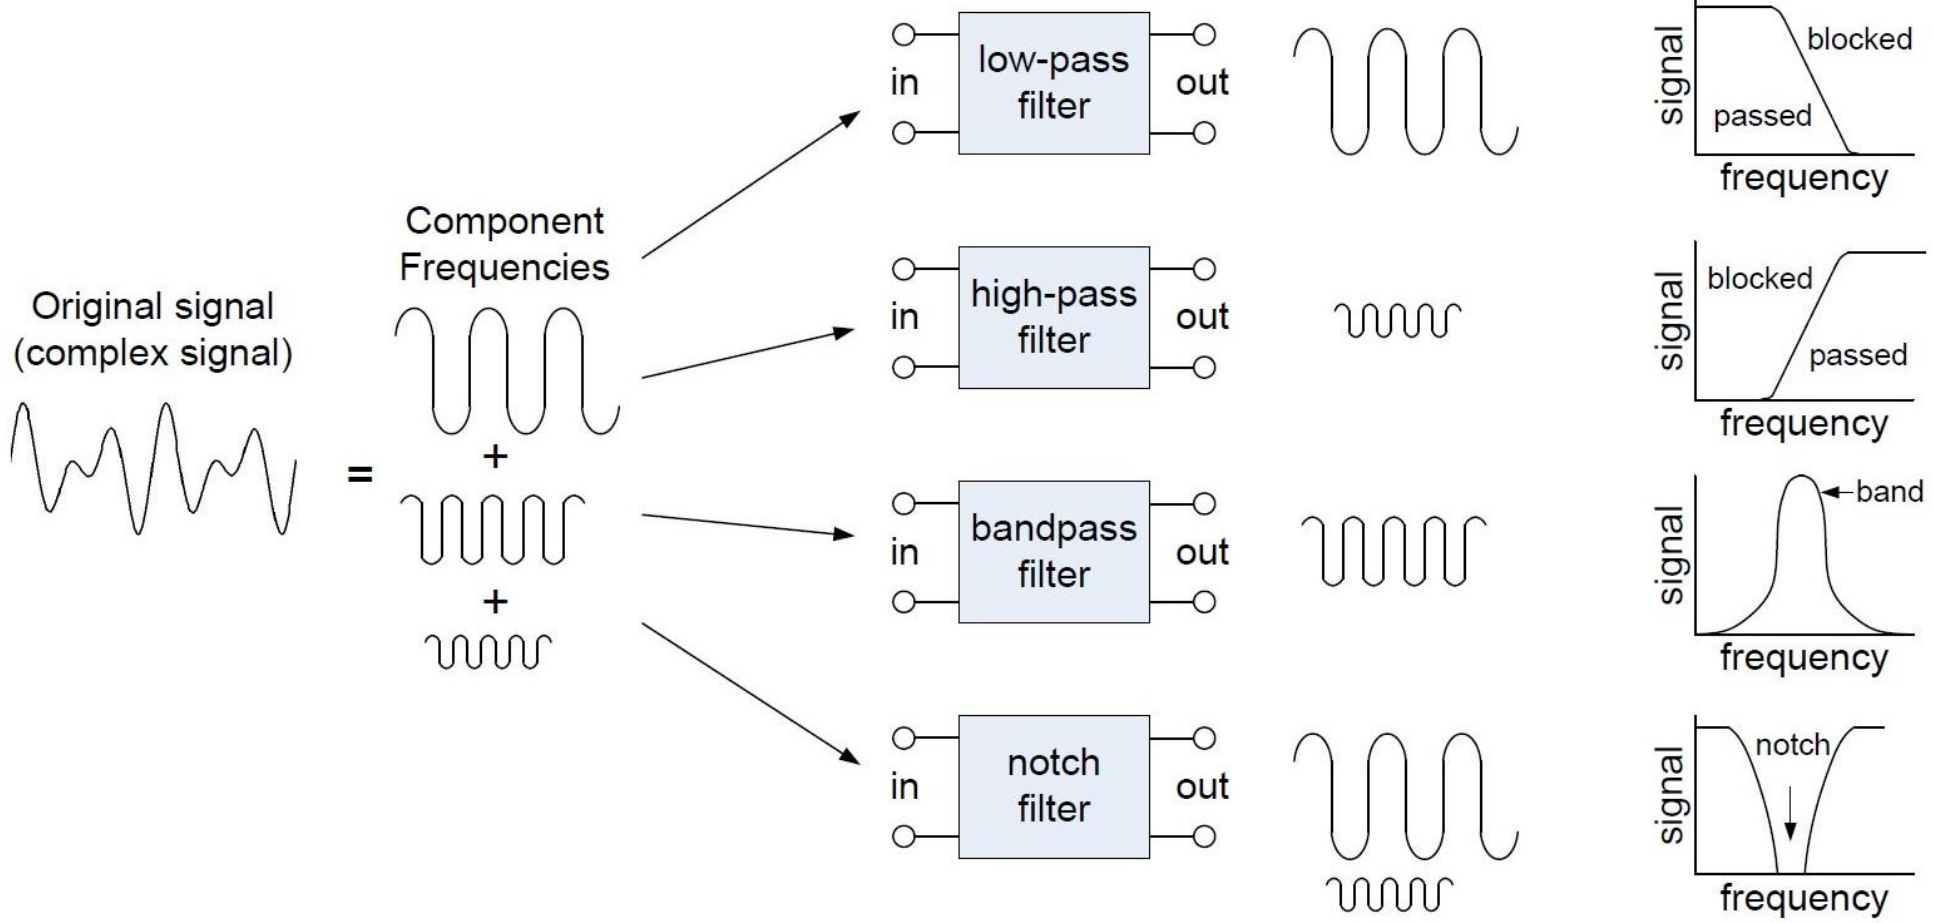 Original signal
(complex signal)
=
Component
Frequencies
+
+
in
low-pass
filter
out
signal
blocked
passed
frequency
in
high-pass
filter
out
signal
blocked
passed
frequency
in
bandpass
filter
out
signal
band
frequency
in
notch
filter
out
signal
notch
frequency